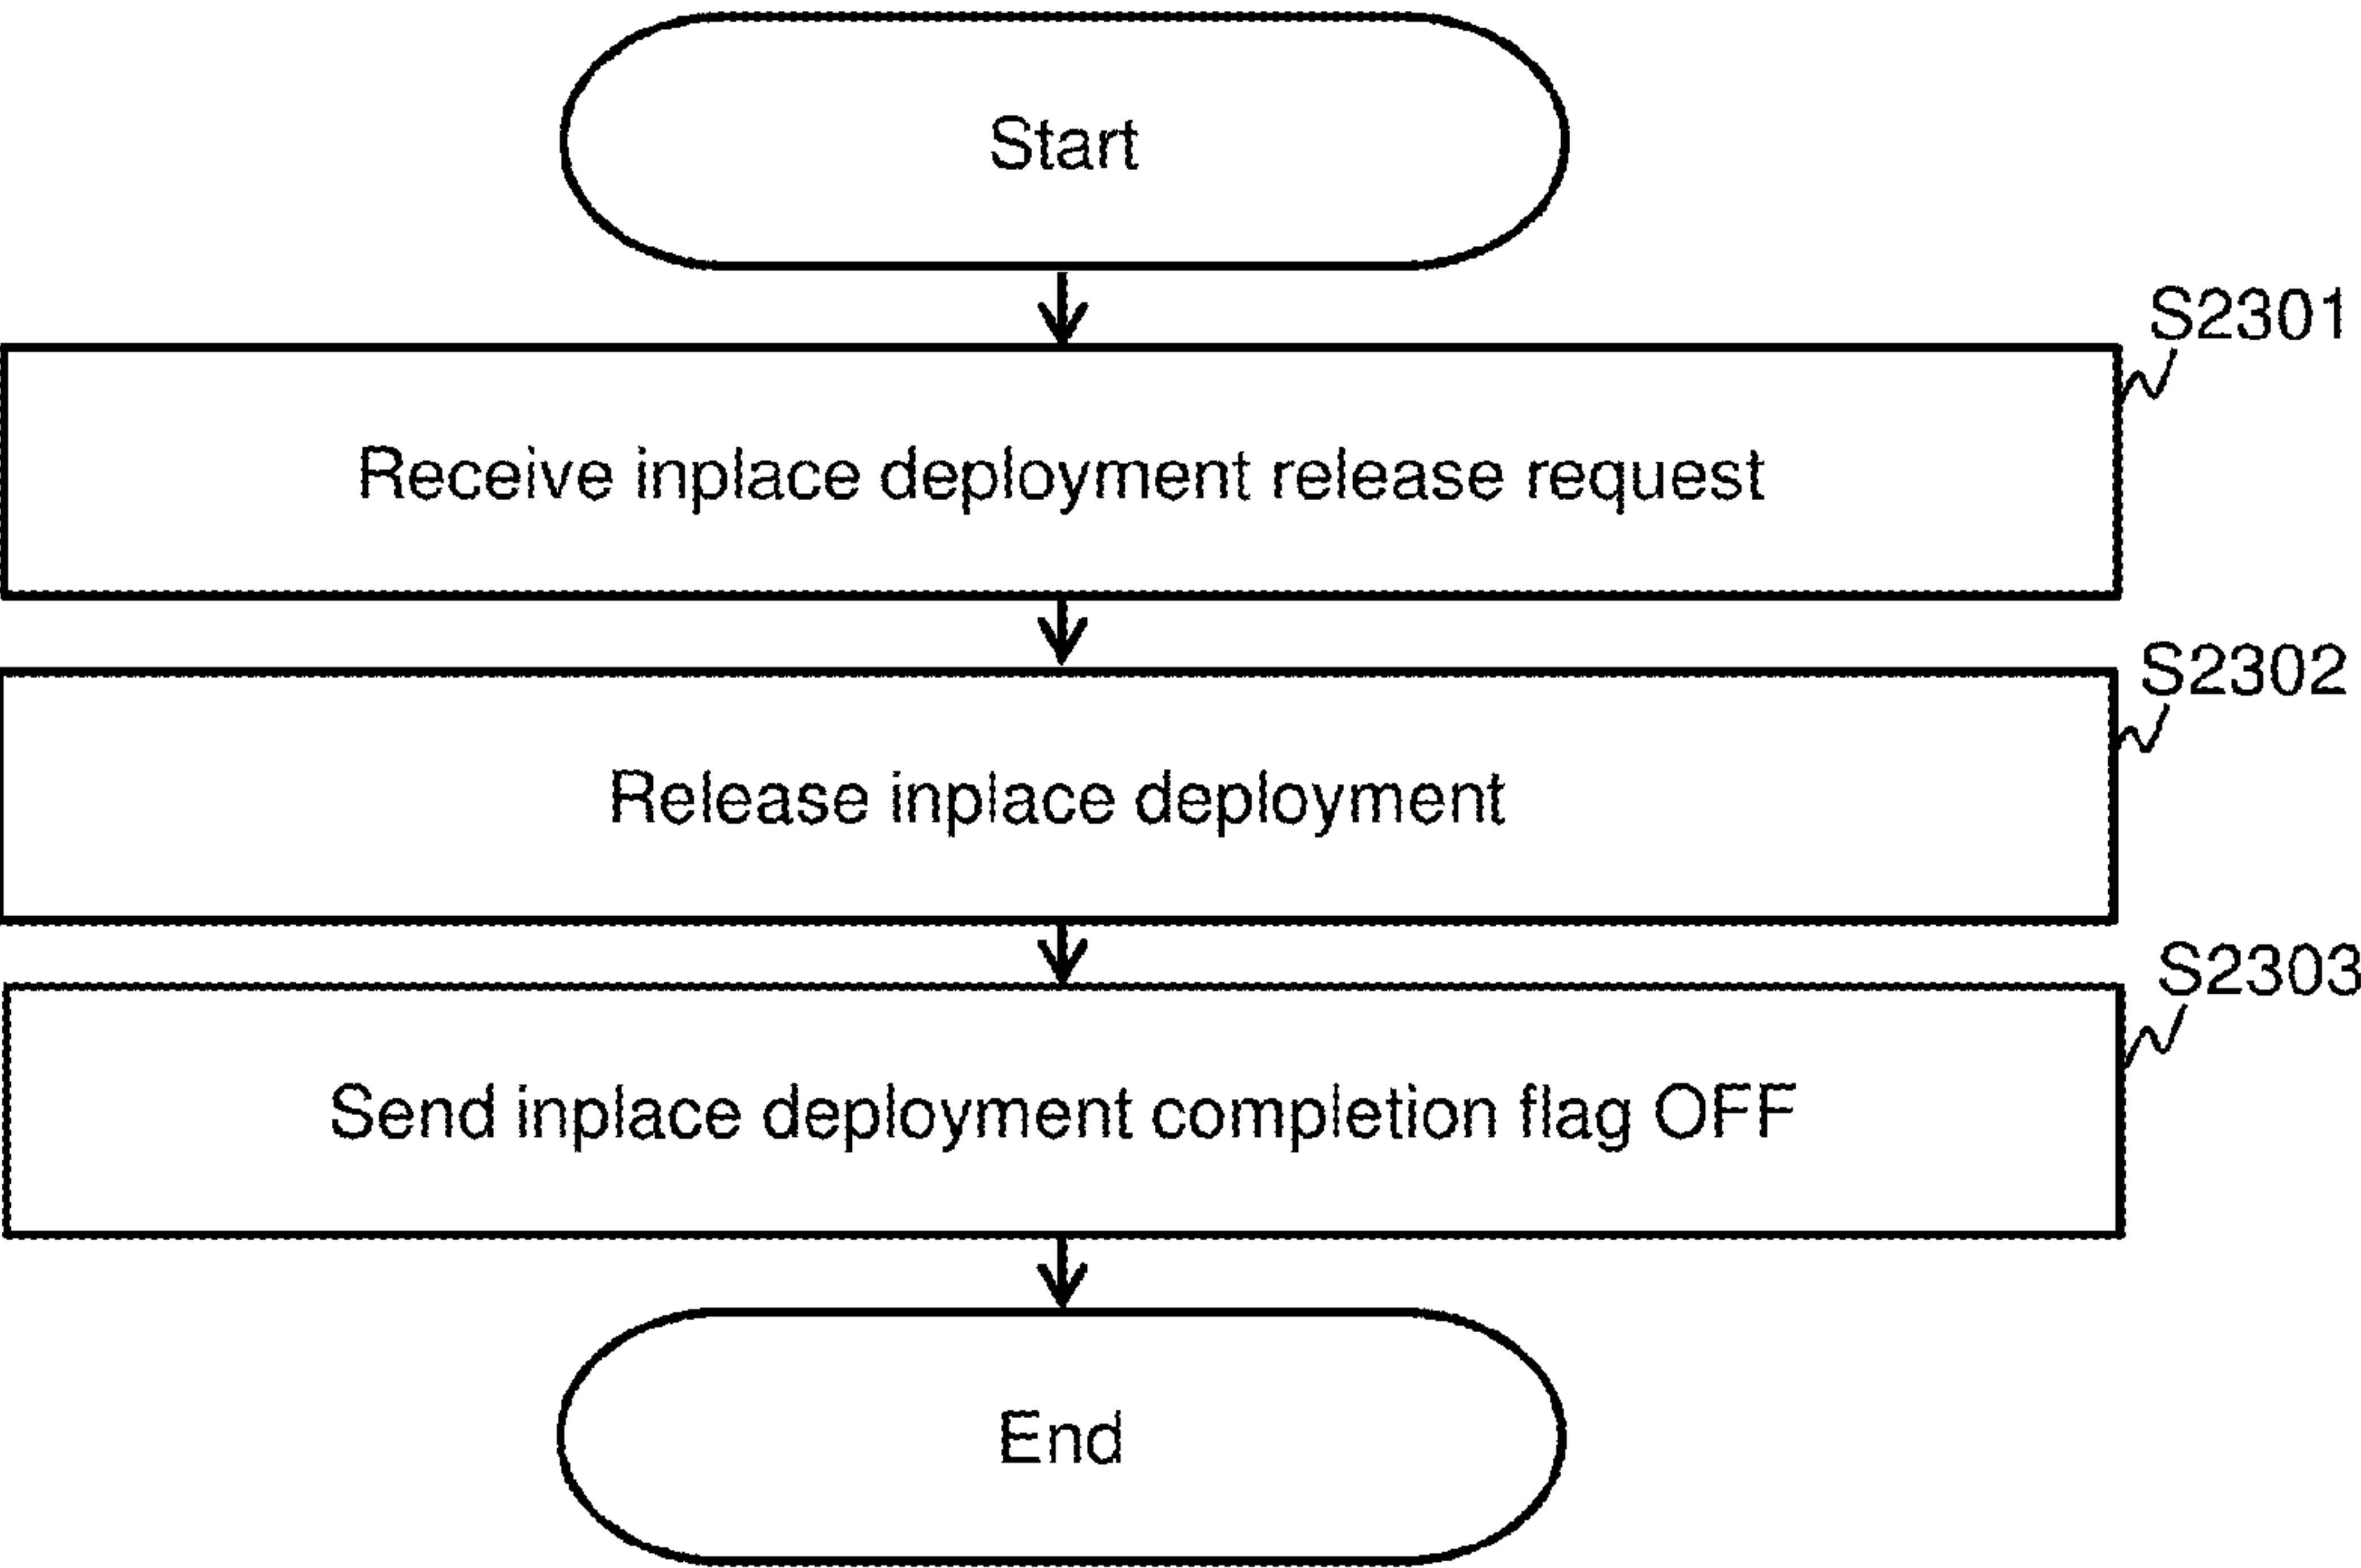 Start
S2301
Receive inplace deployment release request
S2302
Release inplace deployment
S2303
Send inplace deployment completion flag OFF
End